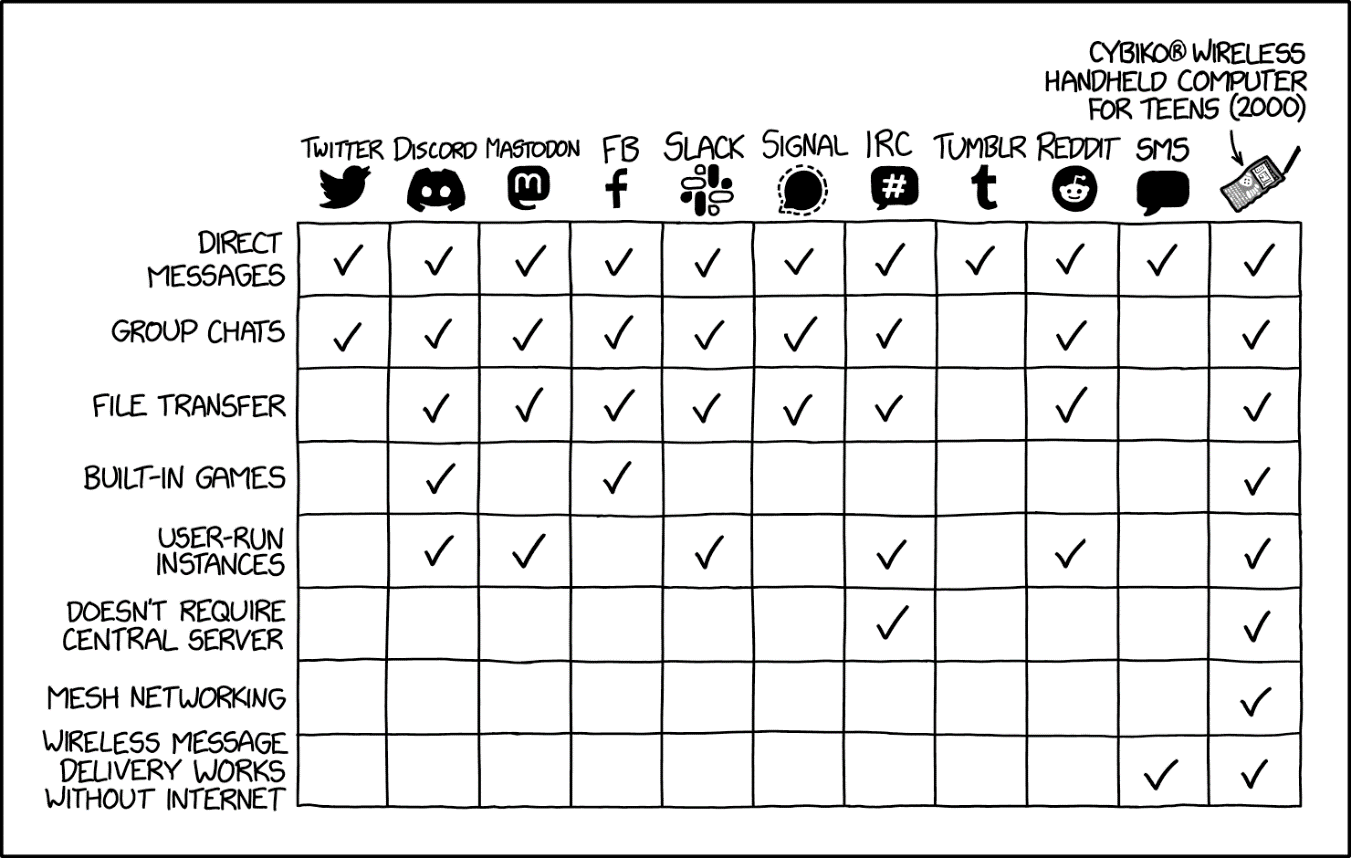 CYBIKO® WIRELESS
HANDHELD COMPUTER
FOR TEENS (2000)
TWITTER DISCORD MASTODON FB SLACK SIGNAL IRC TUMBLR REDDIT SMS
m f # t
DIRECT
MESSAGES
GROUP CHATS
FILE TRANSFER
BUILT-IN GAMES
USER-RUN
INSTANCES
DOESN'T REQUIRE
CENTRAL SERVER
MESH NETWORKING
WIRELESS MESSAGE
DELIVERY WORKS
WITHOUT INTERNET